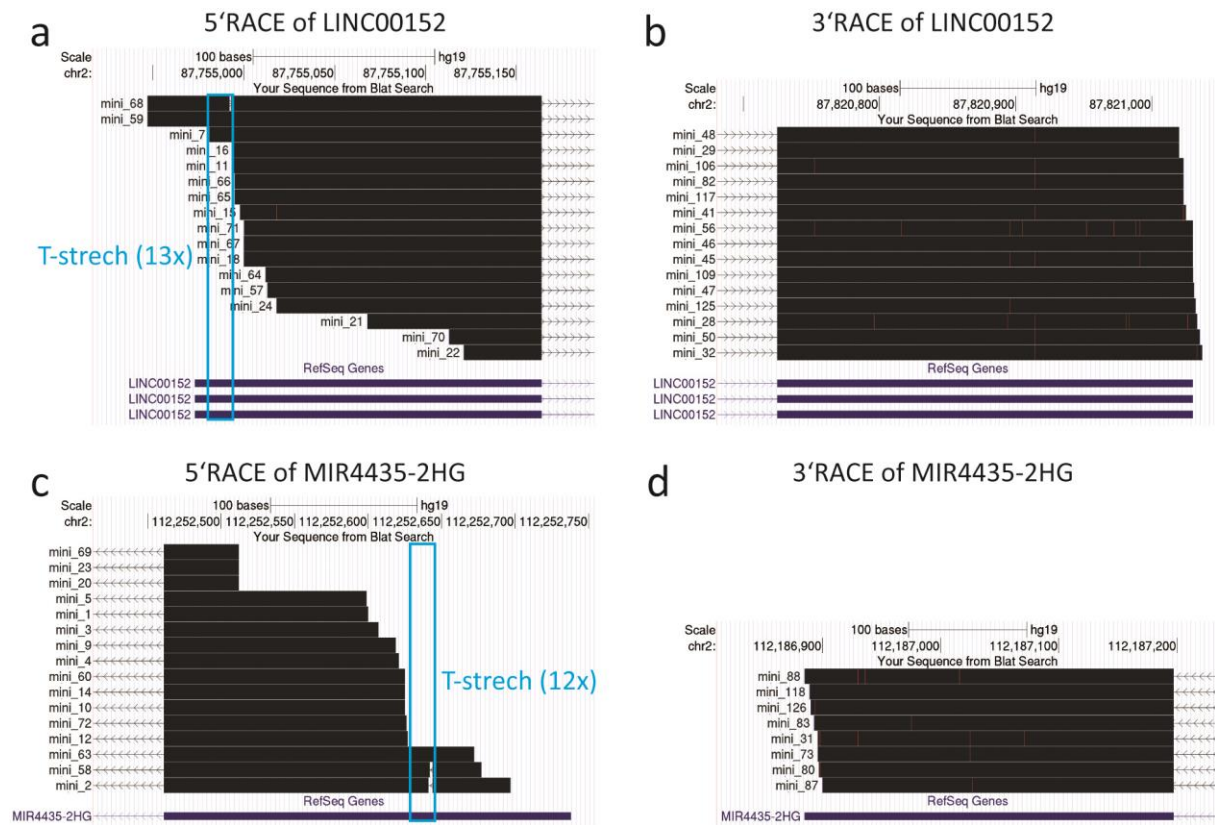 a
5‘RACE of LINC00152
Scale 100 bases hg19
chr2: 87,755,000 87,755,050 87,755,100 87,755,150
Your Sequence from Blat Search
mini_68
mini_59
mini_7
mini_16
mini_11
mini_66
mini_65
mini_15
mini_71
mini_67
mini_18
mini_64
mini_57
mini_24
mini_21
mini_70
mini_22
T-strech (13x)
RefSeq Genes
LINC00152
LINC00152
LINC00152
b
3‘RACE of LINC00152
Scale 100 bases hg19
chr2: 87,820,800 87,820,900 87,821,000
Your Sequence from Blat Search
mini_48
mini_29
mini_106
mini_82
mini_117
mini_41
mini_56
mini_46
mini_45
mini_109
mini_47
mini_125
mini_28
mini_50
mini_32
RefSeq Genes
LINC00152
LINC00152
LINC00152
c
5‘RACE of MIR4435-2HG
Scale 100 bases hg19
chr2: 112,252,500 112,252,550 112,252,600 112,252,650 112,252,700 112,252,750
Your Sequence from Blat Search
mini_69
mini_23
mini_20
mini_5
mini_1
mini_3
mini_9
mini_4
mini_60
mini_14
mini_10
mini_72
mini_12
mini_63
mini_58
mini_2
T-strech (12x)
RefSeq Genes
MIR4435-2HG
d
3‘RACE of MIR4435-2HG
Scale 100 bases hg19
chr2: 112,186,900 112,187,000 112,187,100 112,187,200
Your Sequence from Blat Search
mini_88
mini_118
mini_126
mini_83
mini_31
mini_73
mini_80
mini_87
RefSeq Genes
MIR4435-2HG